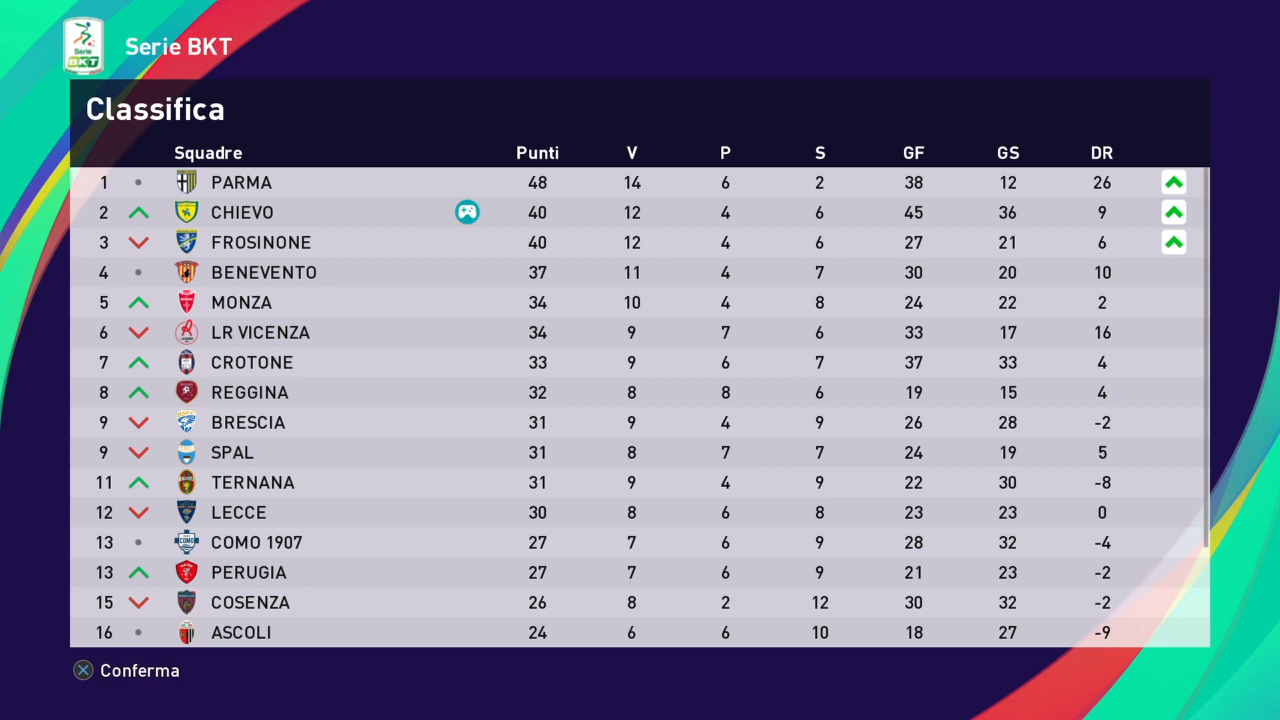 Serie BKT
Serie
BKT
Classifica
Squadre Punti V P S GF GS DR
1 PARMA 48 14 6 2 38 12 26
2 CHIEVO 40 12 4 6 45 36 9
3 FROSINONE 40 12 4 6 27 21 6
4 BENEVENTO 37 11 4 7 30 20 10
5 MONZA 34 10 4 8 24 22 2
6 LR VICENZA 34 9 7 6 33 17 16
7 CROTONE 33 9 6 7 37 33 4
8 REGGINA 32 8 8 6 19 15 4
9 BRESCIA 31 9 4 9 26 28 -2
9 SPAL 31 8 7 7 24 19 5
11 TERNANA 31 9 4 9 22 30 -8
12 LECCE 30 8 6 8 23 23 0
13 COMO 1907 27 7 6 9 28 32 -4
13 PERUGIA 27 7 6 9 21 23 -2
15 COSENZA 26 8 2 12 30 32 -2
16 ASCOLI 24 6 6 10 18 27 -9
Conferma